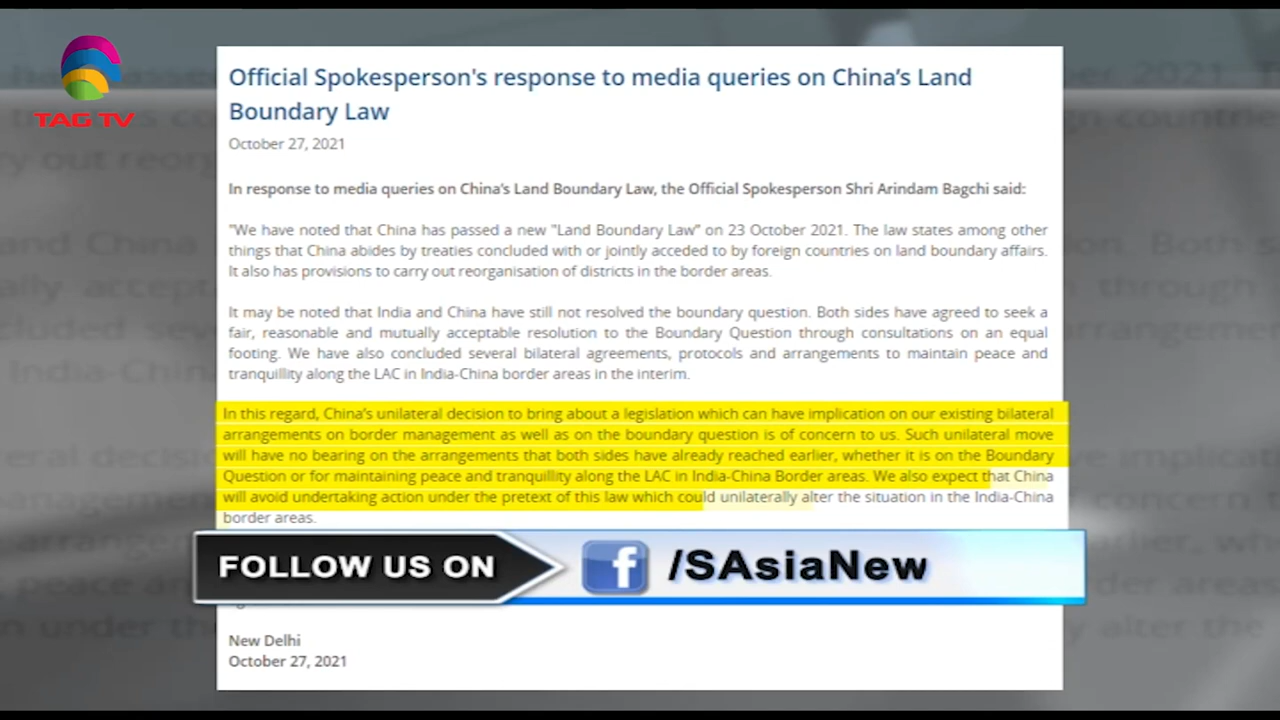 TAG TV
Official Spokesperson's response to media queries on China's Land
Boundary Law
October 27, 2021
In response to media queries on China's Land Boundary Law, the Official Spokesperson Shri Arindam Bagchi said:
"We have noted that China has passed a new "Land Boundary Law" on 23 October 2021. The law states among other
things that China abides by treaties concluded with or jointly acceded to by foreign countries on land boundary affairs.
It also has provisions to carry out reorganisation of districts in the border areas.
It may be noted that India and China have still not resolved the boundary question. Both sides have agreed to seek a
fair, reasonable and mutually acceptable resolution to the Boundary Question through consultations on an equal
footing. We have also concluded several bilateral agreements, protocols and arrangements to maintain peace and
tranquillity along the LAC in India-China border areas in the interim.
In this regard, China's unilateral decision to bring about a legislation which can have implication on our existing bilateral
arrangements on border management as well as on the boundary question is of concern to us. Such unilateral move
will have no bearing on the arrangements that both sides have already reached earlier, whether it is on the Boundary
Question or for maintaining peace and tranquillity along the LAC in India-China Border areas. We also expect that China
will avoid undertaking action under the pretext of this law which could unilaterally alter the situation in the India-China
border areas.
FOLLOW US ON f /SAsiaNew
New Delhi
October 27, 2021